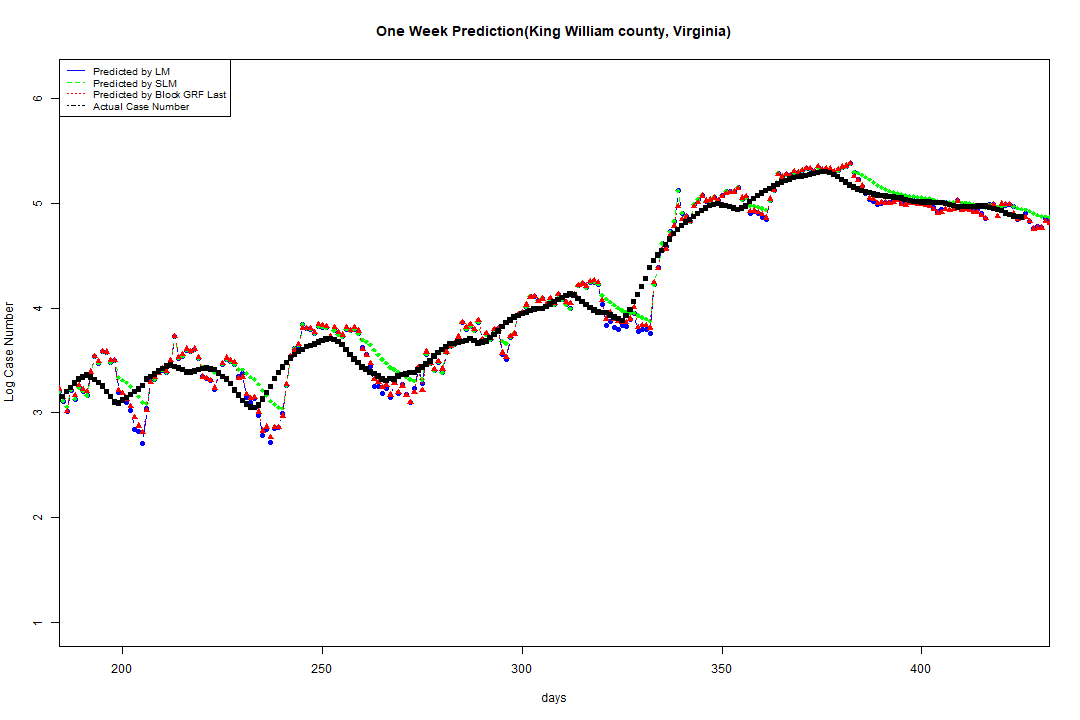 One Week Prediction(King William county, Virginia)
Predicted by LM
Predicted by SLM
Predicted by Block GRF Last
Actual Case Number
6
5
4
3
2
1
Log Case Number
200
250
300
350
400
days